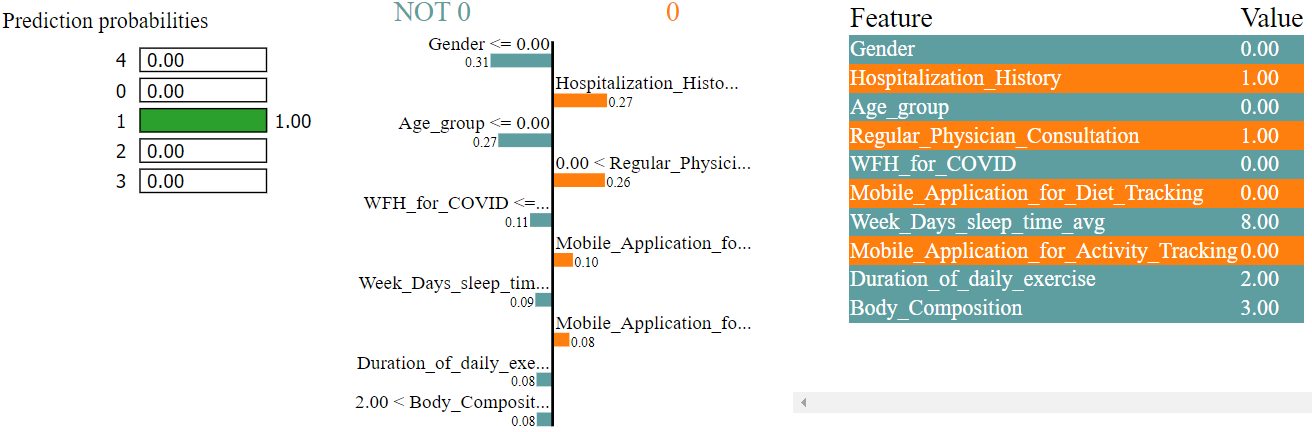 Prediction probabilities
4 0.00
0 0.00
1 1.00
2 0.00
3 0.00
NOT 0 0
Gender <= 0.00
0.31
Hospitalization_Histo...
0.27
Age_group <= 0.00
0.27
0.00 < Regular_Physici...
0.26
WFH_for_COVID <=...
0.11
Mobile_Application_fo...
0.10
Week_Days_sleep_tim...
0.09
Mobile_Application_fo...
0.08
Duration_of_daily_exe...
0.08
2.00 < Body_Composit...
0.08
Feature Value
Gender 0.00
Hospitalization_History 1.00
Age_group 0.00
Regular_Physician_Consultation 1.00
WFH_for_COVID 0.00
Mobile_Application_for_Diet_Tracking 0.00
Week_Days_sleep_time_avg 8.00
Mobile_Application_for_Activity_Tracking 0.00
Duration_of_daily_exercise 2.00
Body_Composition 3.00